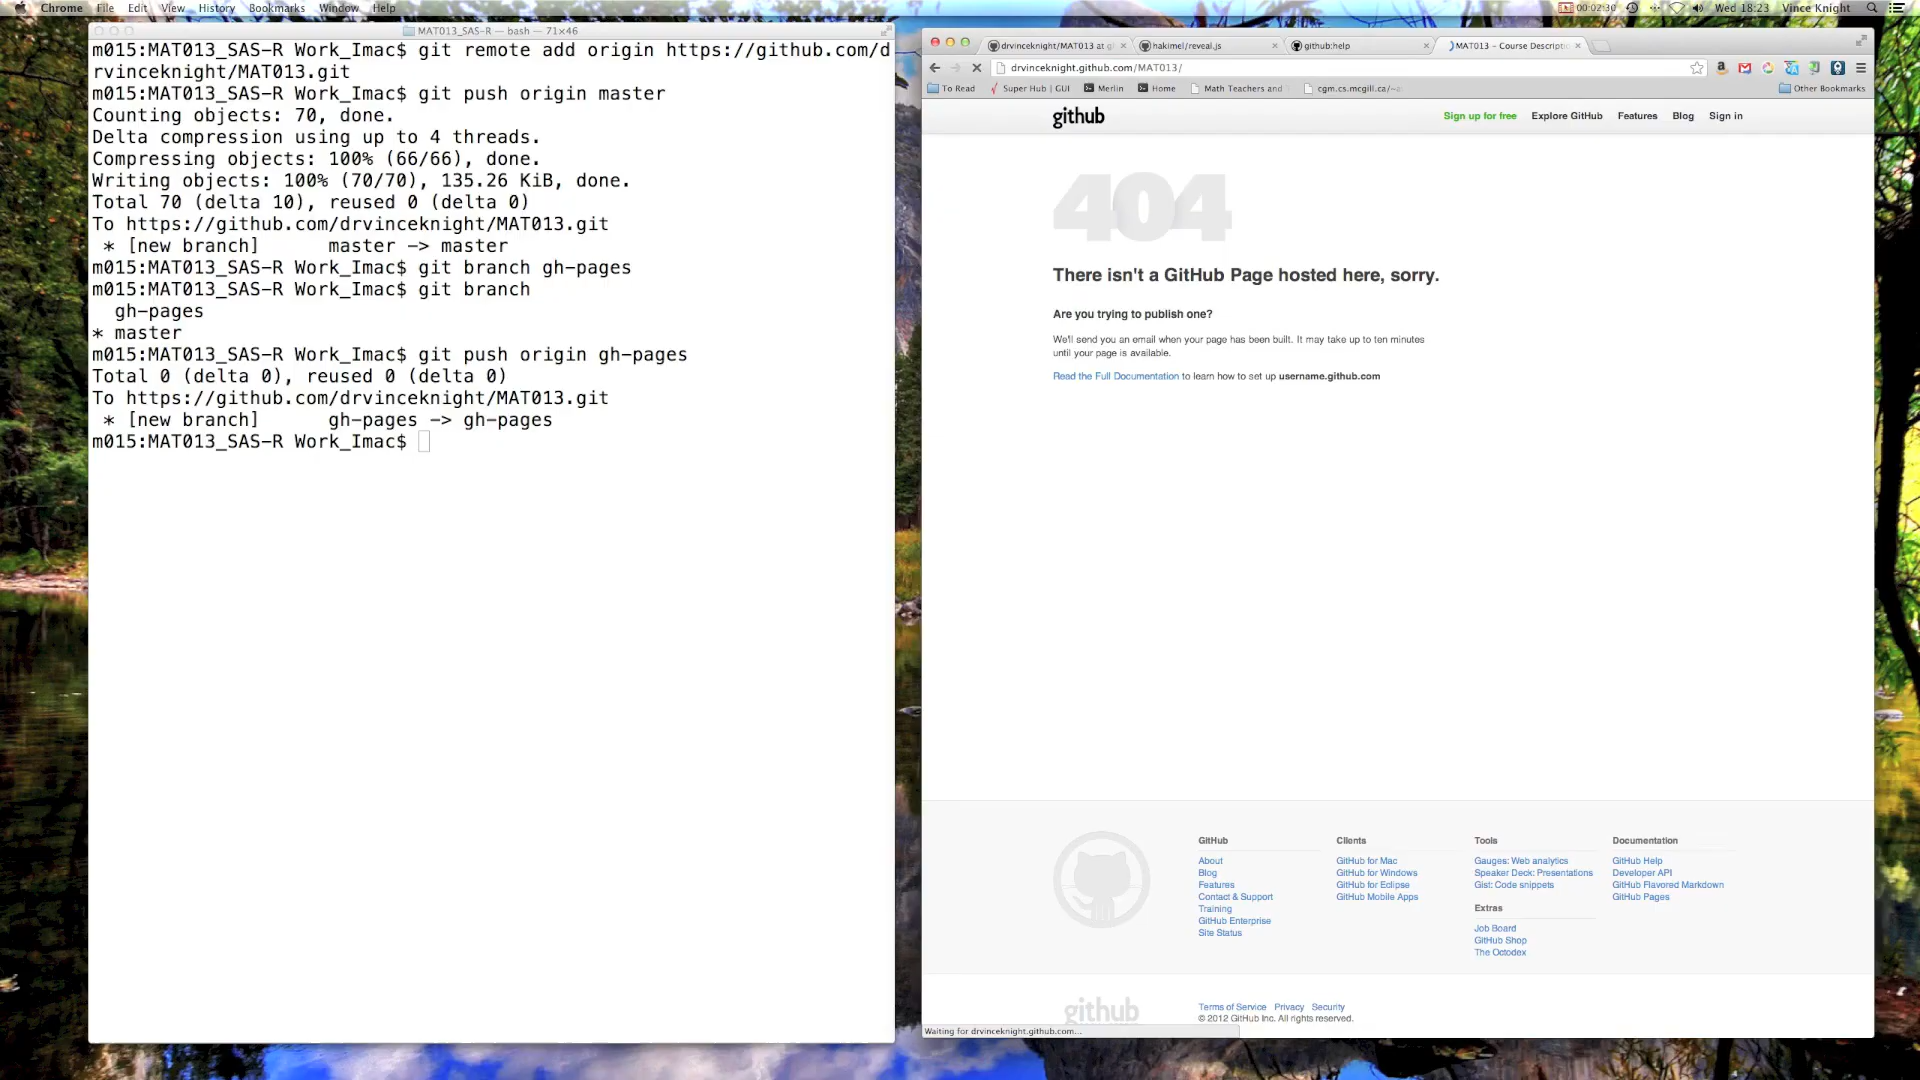 Chrome File Edit View History Bookmarks Window Help
00:02:30 Wed 18:23 Vince Knight
MAT013_SAS-R — bash — 71×46
m015:MAT013_SAS-R Work_Imac$ git remote add origin https://github.com/d
rvinceknight/MAT013.git
m015:MAT013_SAS-R Work_Imac$ git push origin master
Counting objects: 70, done.
Delta compression using up to 4 threads.
Compressing objects: 100% (66/66), done.
Writing objects: 100% (70/70), 135.26 KiB, done.
Total 70 (delta 10), reused 0 (delta 0)
To https://github.com/drvinceknight/MAT013.git
* [new branch] master -> master
m015:MAT013_SAS-R Work_Imac$ git branch gh-pages
m015:MAT013_SAS-R Work_Imac$ git branch
gh-pages
* master
m015:MAT013_SAS-R Work_Imac$ git push origin gh-pages
Total 0 (delta 0), reused 0 (delta 0)
To https://github.com/drvinceknight/MAT013.git
* [new branch] gh-pages -> gh-pages
m015:MAT013_SAS-R Work_Imac$
drvinceknight/MAT013 at gi hakimel/reveal.js github:help MAT013 - Course Descriptio
drvinceknight.github.com/MAT013/
To Read Super Hub | GUI Merlin Home Math Teachers and cgm.cs.mcgill.ca/~a Other Bookmarks
github
Sign up for free Explore GitHub Features Blog Sign in
404
There isn't a GitHub Page hosted here, sorry.
Are you trying to publish one?
We'll send you an email when your page has been built. It may take up to ten minutes
until your page is available.
Read the Full Documentation to learn how to set up username.github.com
GitHub
About
Blog
Features
Contact & Support
Training
GitHub Enterprise
Site Status
Clients
GitHub for Mac
GitHub for Windows
GitHub for Eclipse
GitHub Mobile Apps
Tools
Gauges: Web analytics
Speaker Deck: Presentations
Gist: Code snippets
Extras
Job Board
GitHub Shop
The Octodex
Documentation
GitHub Help
Developer API
GitHub Flavored Markdown
GitHub Pages
github
Terms of Service Privacy Security
© 2012 GitHub Inc. All rights reserved.
Waiting for drvinceknight.github.com...